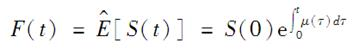 F(t) = Ê[S(t)] = S(0)e^{∫_0^t μ(τ)dτ}